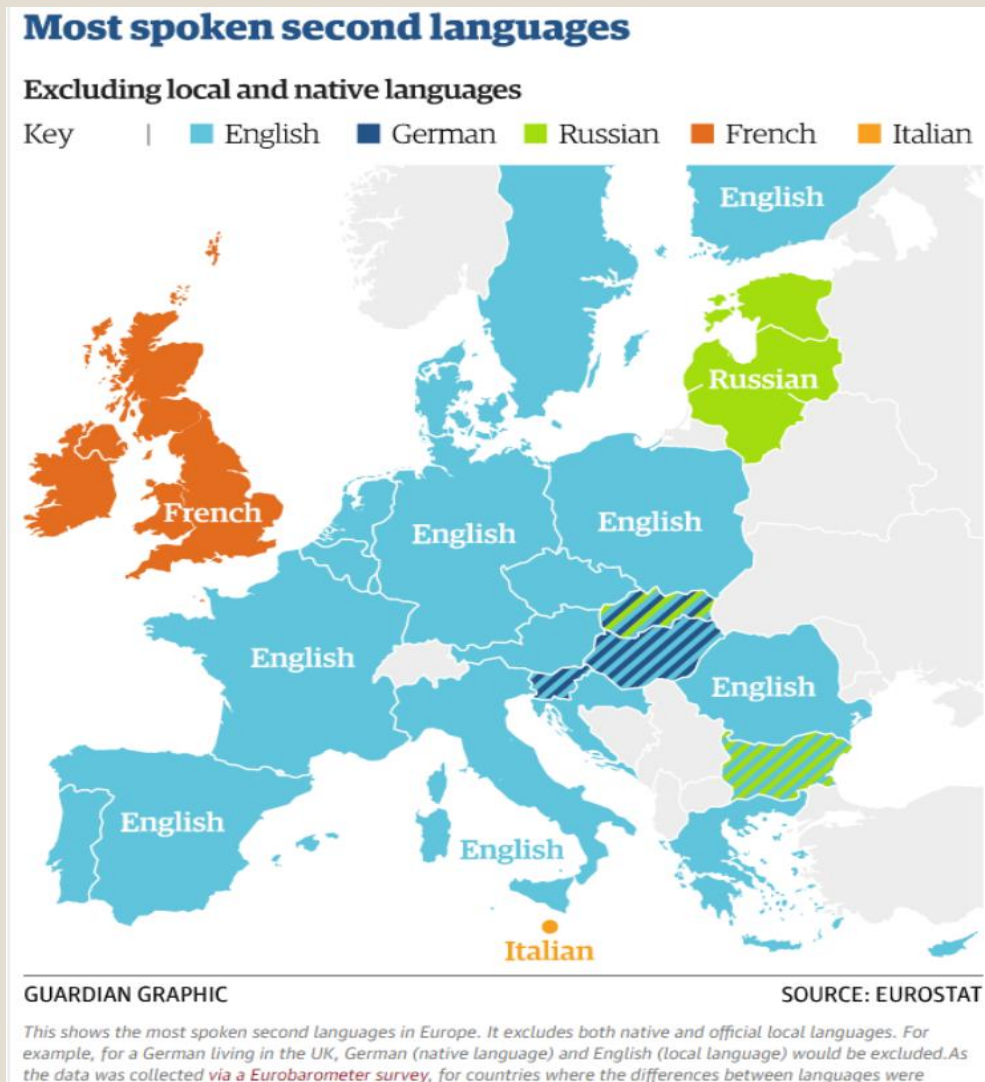 Most spoken second languages
Excluding local and native languages
Key | English German Russian French Italian
English
Russian
French
English
English
English
English
English
English
Italian
GUARDIAN GRAPHIC SOURCE: EUROSTAT
This shows the most spoken second languages in Europe. It excludes both native and official local languages. For
example, for a German living in the UK, German (native language) and English (local language) would be excluded.As
the data was collected via a Eurobarometer survey, for countries where the differences between languages were